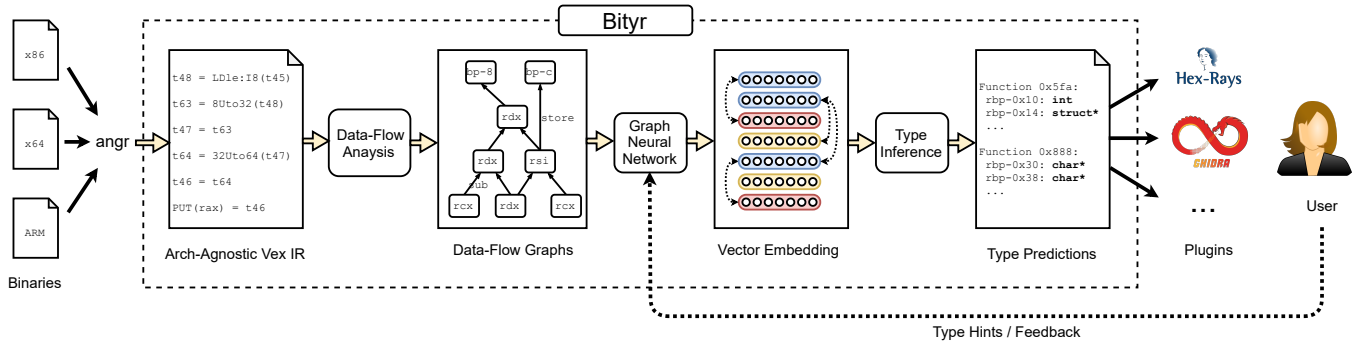 Bityr
x86
x64
ARM
Binaries
angr
t48 = LDle:I8(t45)
t63 = 8Uto32(t48)
t47 = t63
t64 = 32Uto64(t47)
t46 = t64
PUT(rax) = t46
Arch-Agnostic Vex IR
Data-Flow
Anaysis
bp-8
bp-c
rdx
store
rdx
rsi
sub
rcx
rdx
rcx
Data-Flow Graphs
Graph
Neural
Network
Vector Embedding
Type
Inference
Function 0x5fa:
rbp-0x10: int
rbp-0x14: struct*
...
Function 0x888:
rbp-0x30: char*
rbp-0x38: char*
...
Type Predictions
Hex-Rays
GHIDRA
...
Plugins
User
Type Hints / Feedback